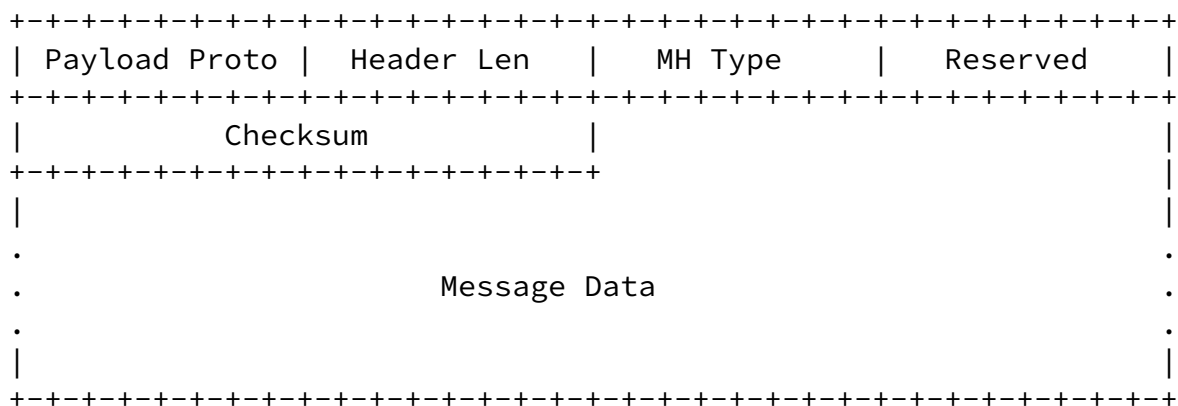 +-+-+-+-+-+-+-+-+-+-+-+-+-+-+-+-+-+-+-+-+-+-+-+-+-+-+-+-+-+-+-+-+
| Payload Proto |  Header Len   |   MH Type     |   Reserved    |
+-+-+-+-+-+-+-+-+-+-+-+-+-+-+-+-+-+-+-+-+-+-+-+-+-+-+-+-+-+-+-+-+
|           Checksum            |                               |
+-+-+-+-+-+-+-+-+-+-+-+-+-+-+-+-+                               |
|                                                               |
.                                                               .
.                       Message Data                            .
.                                                               .
|                                                               |
+-+-+-+-+-+-+-+-+-+-+-+-+-+-+-+-+-+-+-+-+-+-+-+-+-+-+-+-+-+-+-+-+